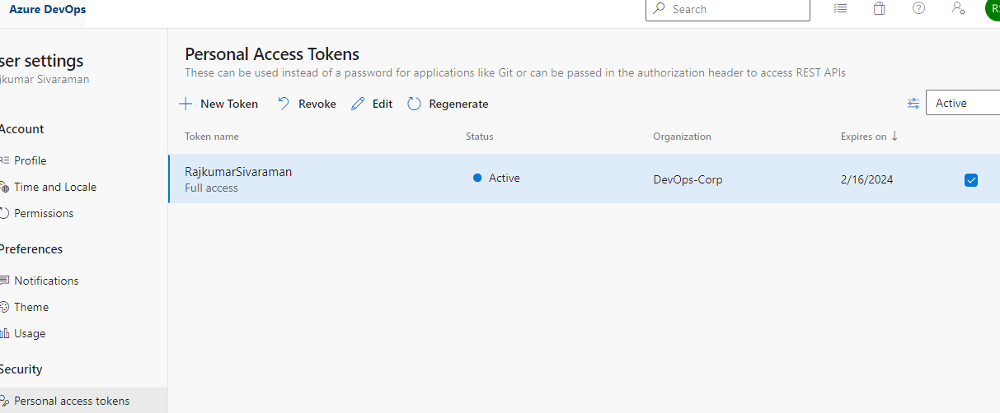 Azure DevOps
Search
ser settings
jkumar Sivaraman
Account
Profile
Time and Locale
Permissions
Preferences
Notifications
Theme
Usage
Security
Personal access tokens
Personal Access Tokens
These can be used instead of a password for applications like Git or can be passed in the authorization header to access REST APIs
New Token Revoke Edit Regenerate
Active
Token name Status Organization Expires on
RajkumarSivaraman Active DevOps-Corp 2/16/2024
Full access